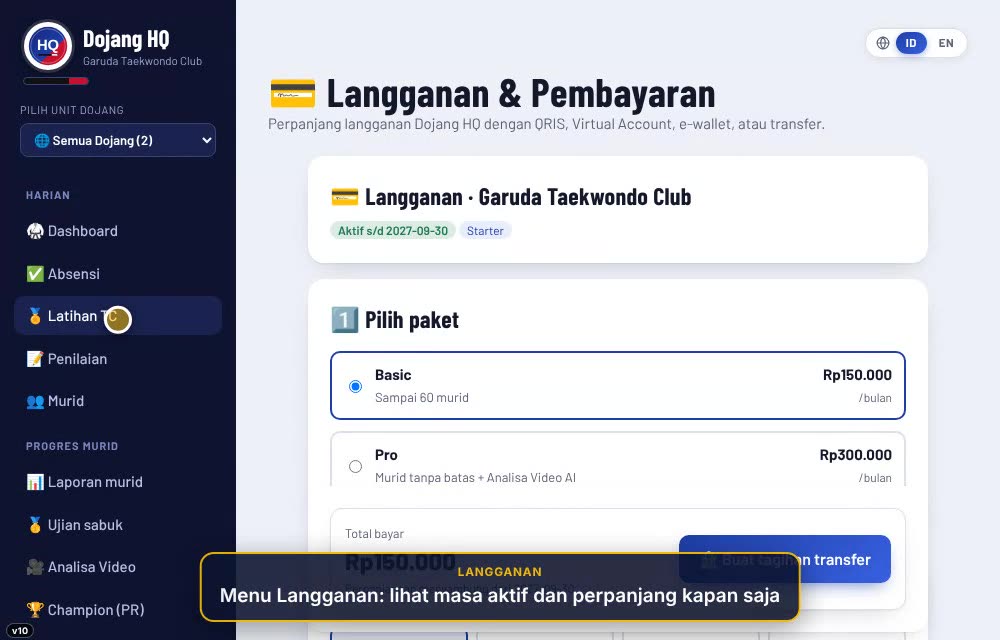 HQ
Dojang HQ
Garuda Taekwondo Club
PILIH UNIT DOJANG
Semua Dojang (2)
HARIAN
Dashboard
Absensi
Latihan TC
Penilaian
Murid
PROGRES MURID
Laporan murid
Ujian sabuk
Analisa Video
Champion (PR)
v10
ID EN
Langganan & Pembayaran
Perpanjang langganan Dojang HQ dengan QRIS, Virtual Account, e-wallet, atau transfer.
Langganan · Garuda Taekwondo Club
Aktif s/d 2027-09-30 Starter
1 Pilih paket
Basic Rp150.000
Sampai 60 murid /bulan
Pro Rp300.000
Murid tanpa batas + Analisa Video AI /bulan
Total bayar
Rp150.000
Buat tagihan transfer
LANGGANAN
Menu Langganan: lihat masa aktif dan perpanjang kapan saja